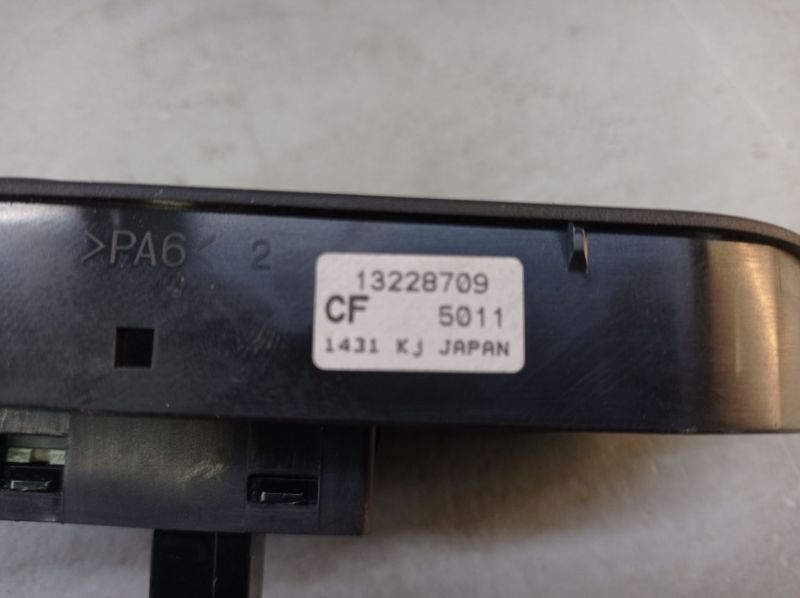 >PA6< 2
13228709
CF 5011
1431 Kj JAPAN